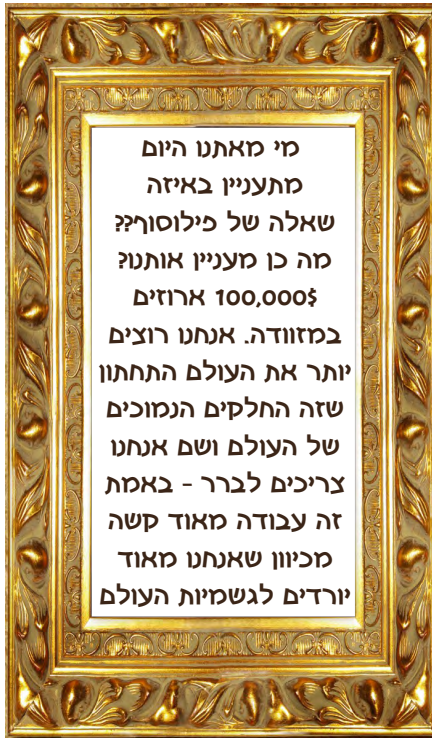 מי מאתנו היום
מתעניין באיזה
שאלה של פילוסוף??
מה כן מעניין אותנו?
100,000$ ארוזים
במזוודה. אנחנו רוצים
יותר את העולם התחתון
שזה החלקים הנמוכים
של העולם ושם אנחנו
צריכים לברר - באמת
זה עבודה מאוד קשה
מכיוון שאנחנו מאוד
יורדים לגשמיות העולם